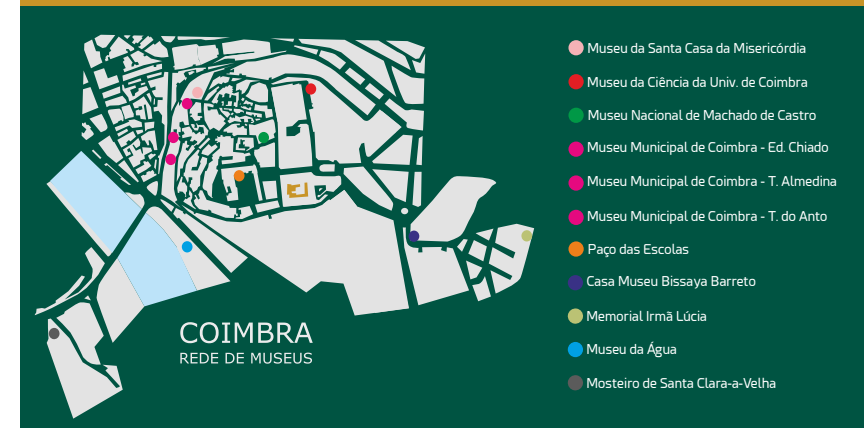 Museu da Santa Casa da Misericórdia
Museu da Ciência da Univ. de Coimbra
Museu Nacional de Machado de Castro
Museu Municipal de Coimbra - Ed. Chiado
Museu Municipal de Coimbra - T. Almedina
Museu Municipal de Coimbra - T. do Anto
Paço das Escolas
Casa Museu Bissaya Barreto
Memorial Irmã Lúcia
Museu da Água
Mosteiro de Santa Clara-a-Velha
COIMBRA
REDE DE MUSEUS